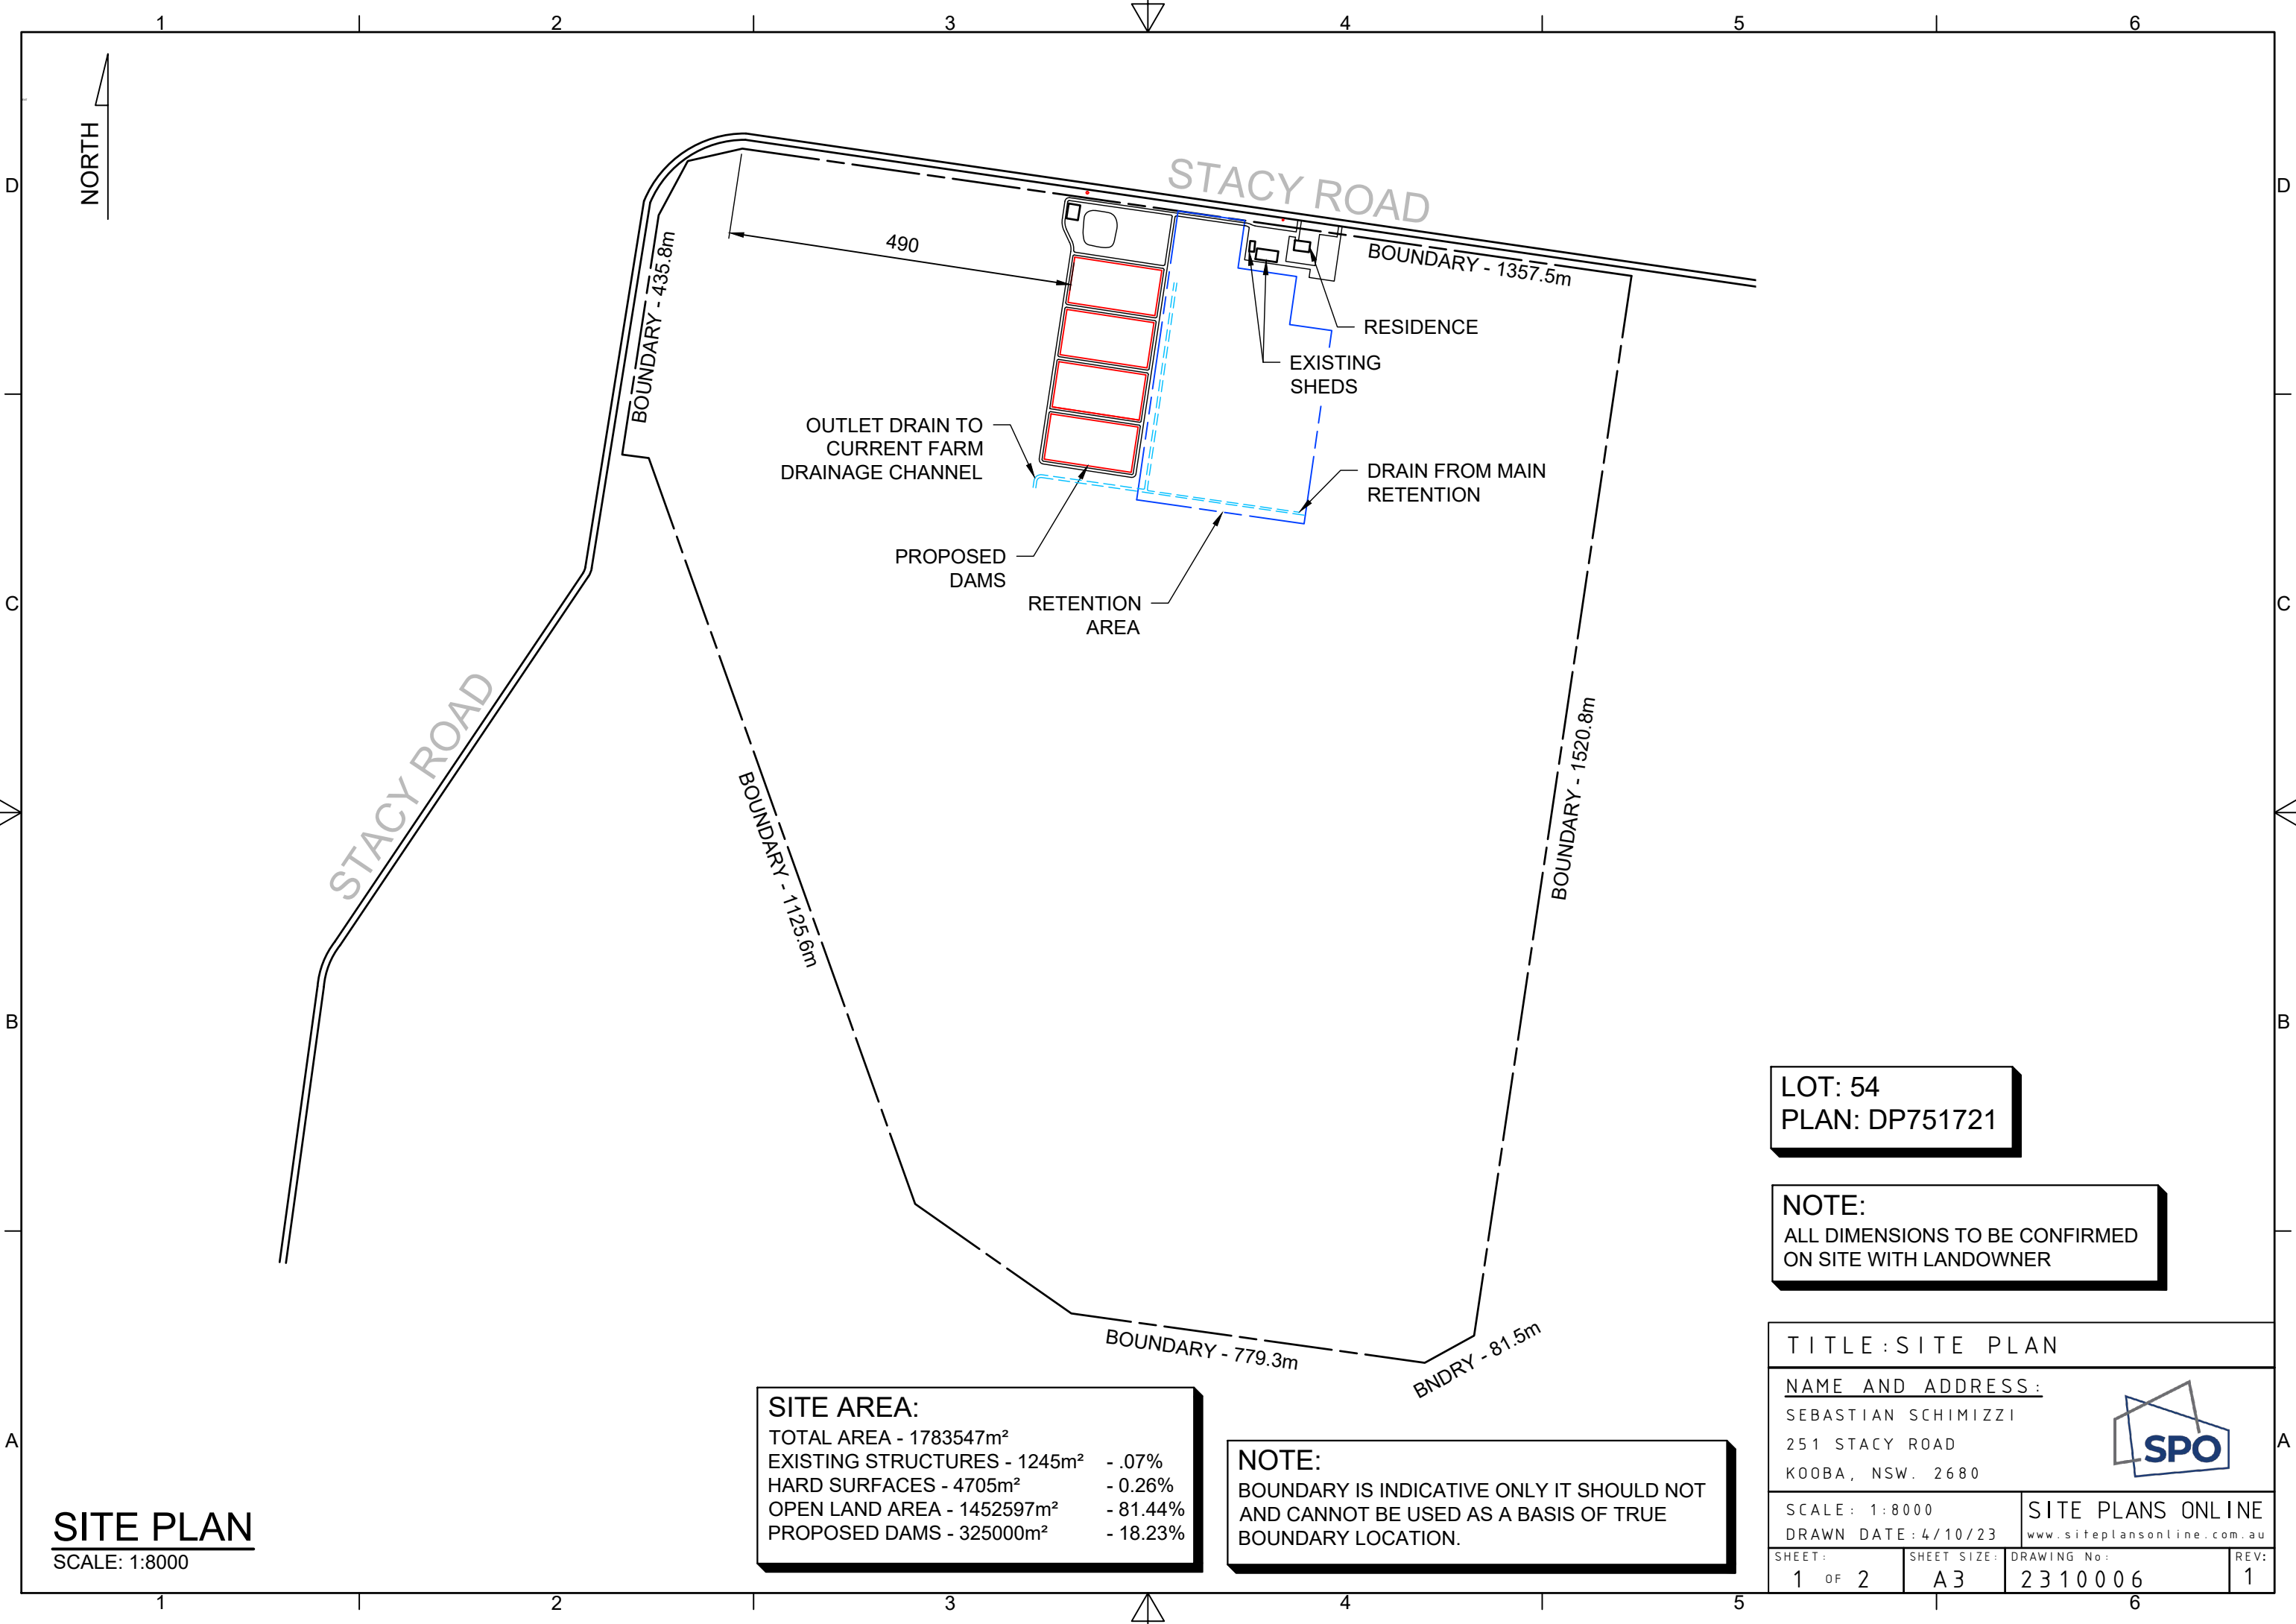 1 2 3 4 5 6
D D
C C
B B
A A
NORTH
STACY ROAD
490
BOUNDARY - 435.8m
BOUNDARY - 1357.5m
RESIDENCE
EXISTING
SHEDS
OUTLET DRAIN TO
CURRENT FARM
DRAINAGE CHANNEL
DRAIN FROM MAIN
RETENTION
PROPOSED
DAMS
RETENTION
AREA
STACY ROAD
BOUNDARY - 1125.6m
BOUNDARY - 1520.8m
BOUNDARY - 779.3m
BNDRY - 81.5m
LOT: 54
PLAN: DP751721
NOTE:
ALL DIMENSIONS TO BE CONFIRMED
ON SITE WITH LANDOWNER
SITE AREA:
TOTAL AREA - 1783547m²
EXISTING STRUCTURES - 1245m² - .07%
HARD SURFACES - 4705m² - 0.26%
OPEN LAND AREA - 1452597m² - 81.44%
PROPOSED DAMS - 325000m² - 18.23%
NOTE:
BOUNDARY IS INDICATIVE ONLY IT SHOULD NOT
AND CANNOT BE USED AS A BASIS OF TRUE
BOUNDARY LOCATION.
SITE PLAN
SCALE: 1:8000
TITLE:SITE PLAN
NAME AND ADDRESS:
SEBASTIAN SCHIMIZZI
251 STACY ROAD
KOOBA, NSW. 2680
SPO
SCALE: 1:8000
DRAWN DATE:4/10/23
SITE PLANS ONLINE
www.siteplansonline.com.au
SHEET: SHEET SIZE: DRAWING No: REV:
1 OF 2 A3 2310006 1
1 2 3 4 5 6